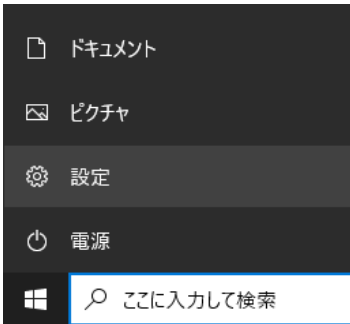 ドキュメント
ピクチャ
設定
電源
ここに入力して検索